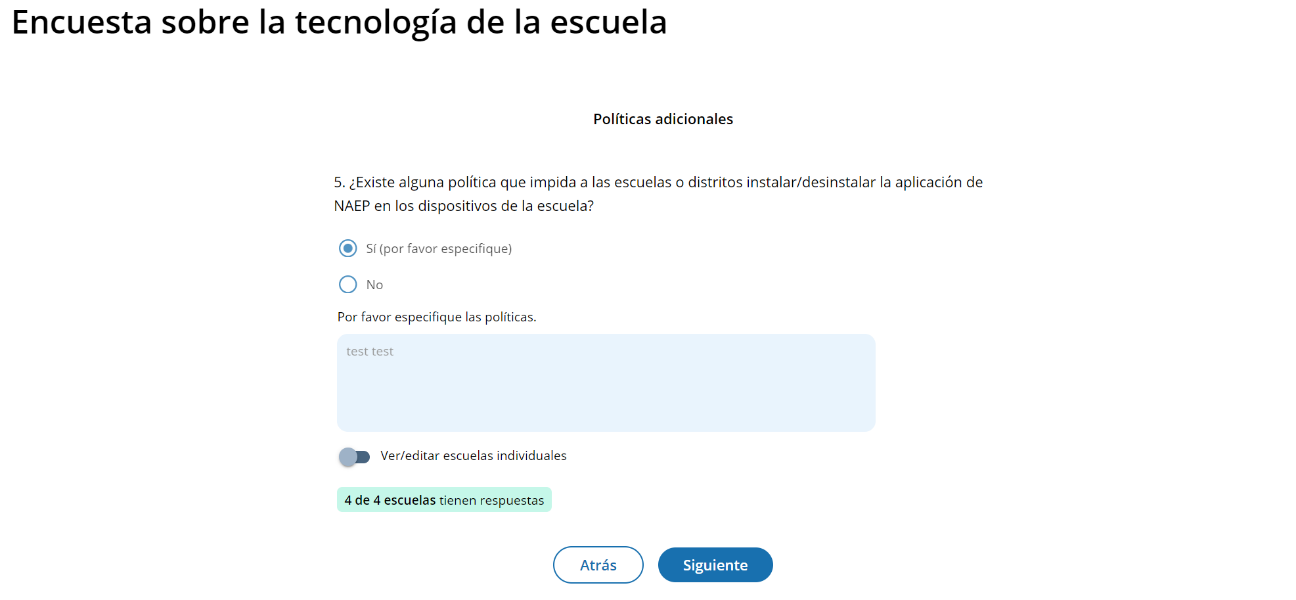 Encuesta sobre la tecnología de la escuela
Políticas adicionales
5. ¿Existe alguna política que impida a las escuelas o distritos instalar/desinstalar la aplicación de
NAEP en los dispositivos de la escuela?
Sí (por favor especifique)
No
Por favor especifique las políticas.
test test
Ver/editar escuelas individuales
4 de 4 escuelas tienen respuestas
Atrás
Siguiente